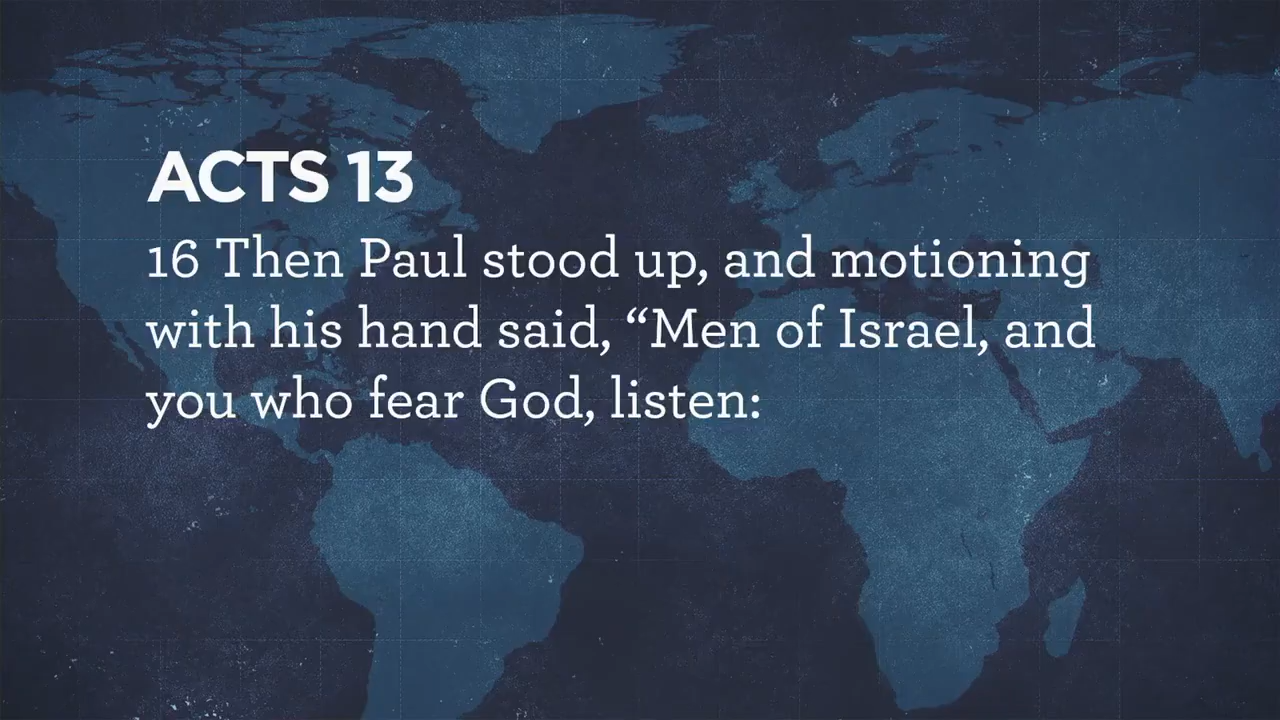 ACTS 13
16 Then Paul stood up, and motioning
with his hand said, “Men of Israel, and
you who fear God, listen: